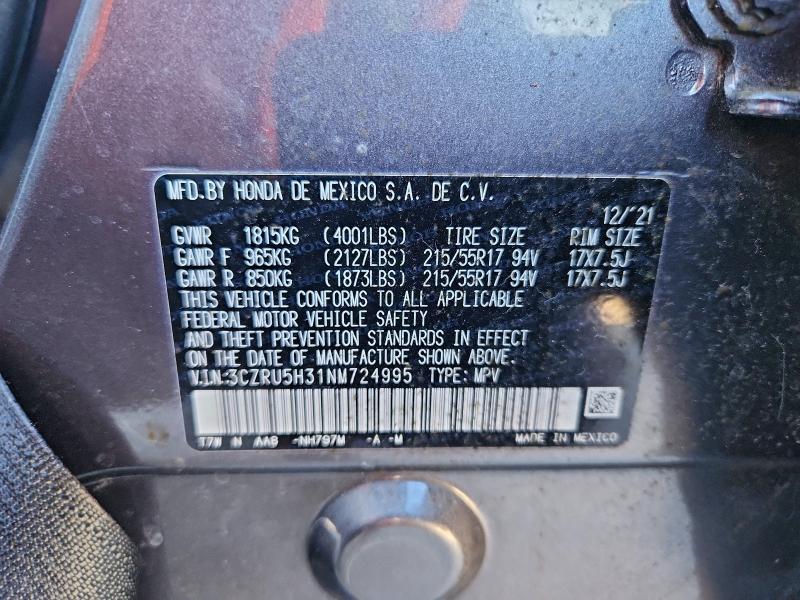 MFD.BY HONDA DE MEXICO S.A. DE C.V.
12/'21
GVWR 1815KG (4001LBS) TIRE SIZE RIM SIZE
GAWR F 965KG (2127LBS) 215/55R17 94V 17X7.5J
GAWR R 850KG (1873LBS) 215/55R17 94V 17X7.5J
THIS VEHICLE CONFORMS TO ALL APPLICABLE
FEDERAL MOTOR VEHICLE SAFETY
AND THEFT PREVENTION STANDARDS IN EFFECT
ON THE DATE OF MANUFACTURE SHOWN ABOVE.
V.I.N:3CZRU5H31NM724995 TYPE: MPV
T7W N AAB -NH797M -A -M
MADE IN MEXICO